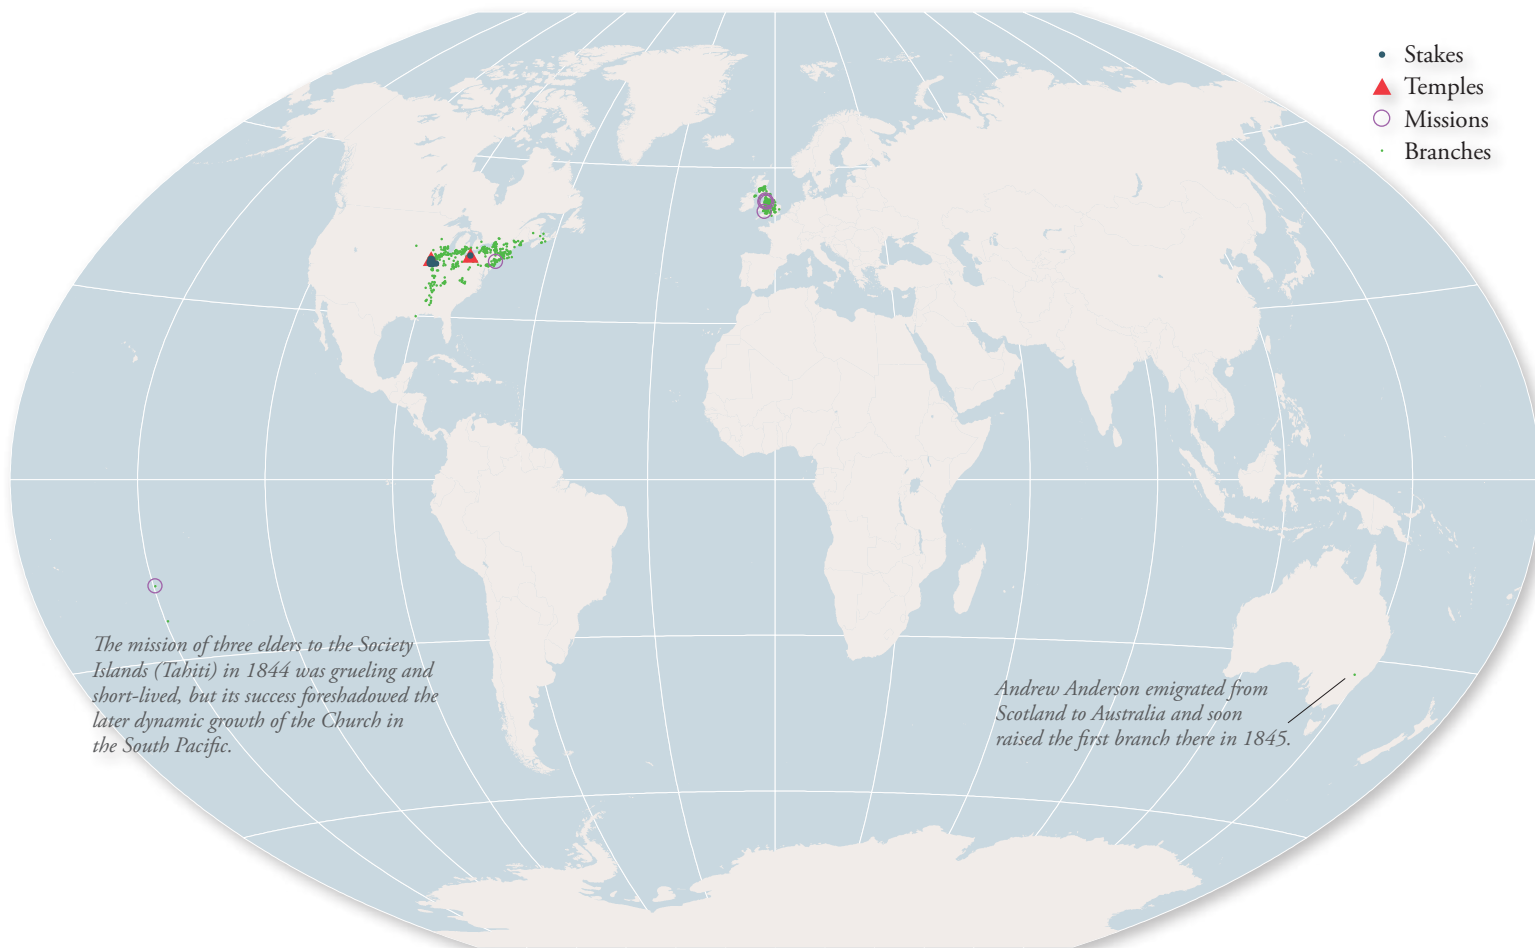 Stakes
Temples
Missions
Branches
The mission of three elders to the Society
Islands (Tahiti) in 1844 was grueling and
short-lived, but its success foreshadowed the
later dynamic growth of the Church in
the South Pacific.
Andrew Anderson emigrated from
Scotland to Australia and soon
raised the first branch there in 1845.